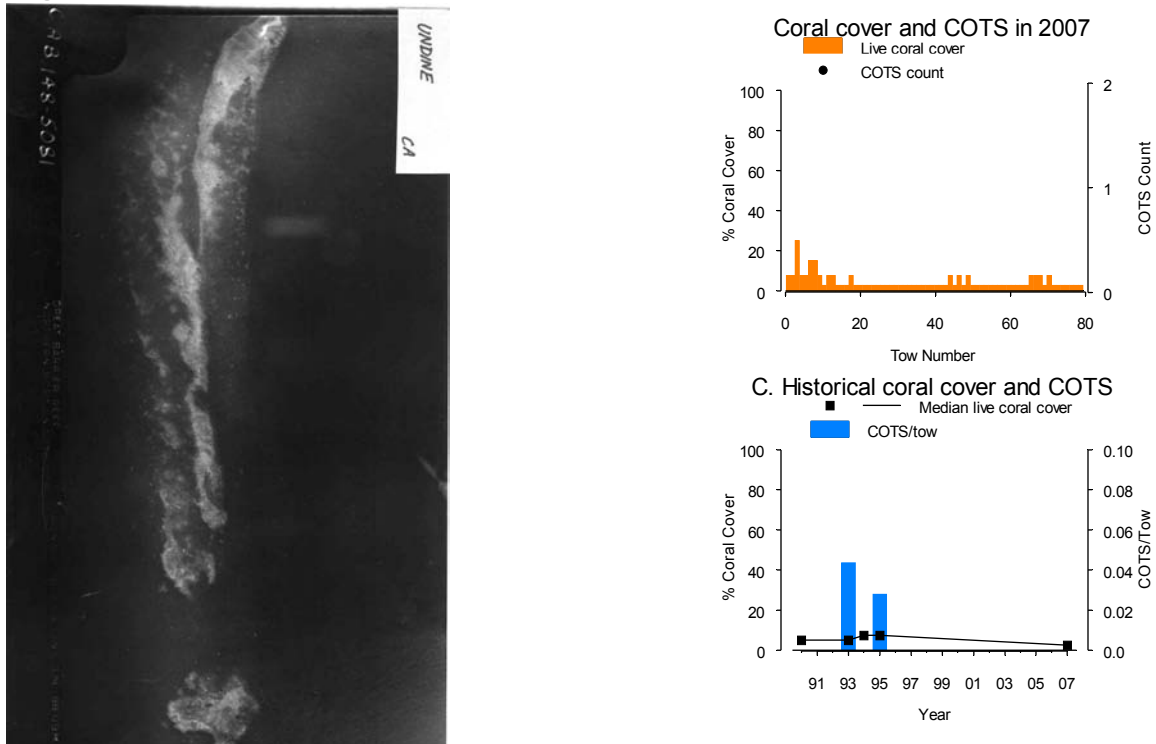 UNDINE
CA
CAB 148-5081
Coral cover and COTS in 2007
Live coral cover
COTS count
% Coral Cover
100
80
60
40
20
0
2
1
0
COTS Count
0 20 40 60 80
Tow Number
C. Historical coral cover and COTS
Median live coral cover
COTS/tow
% Coral Cover
100
80
60
40
20
0
0.10
0.08
0.06
0.04
0.02
0.0
COTS/Tow
91 93 95 97 99 01 03 05 07
Year